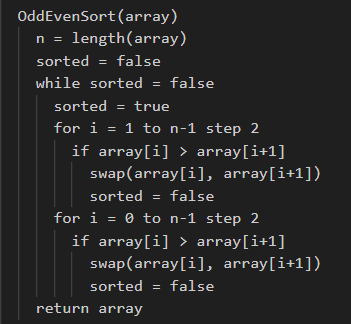 OddEvenSort(array)
  n = length(array)
  sorted = false
  while sorted = false
    sorted = true
    for i = 1 to n-1 step 2
      if array[i] > array[i+1]
        swap(array[i], array[i+1])
        sorted = false
    for i = 0 to n-1 step 2
      if array[i] > array[i+1]
        swap(array[i], array[i+1])
        sorted = false
  return array